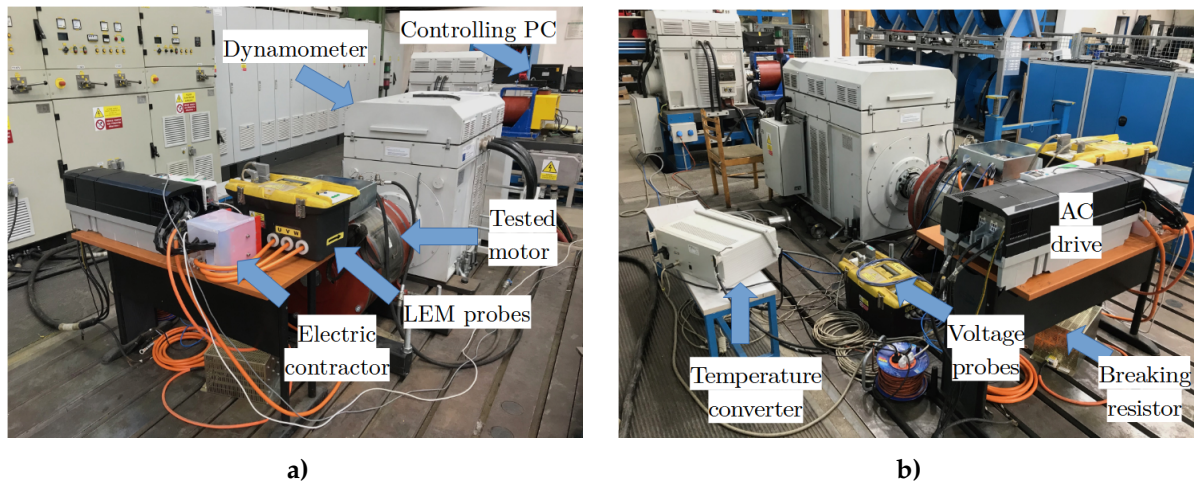 Dynamometer
Controlling PC
Tested
motor
U V W
LEM probes
Electric
contractor
AC
drive
Voltage
probes
Temperature
converter
Breaking
resistor
a)
b)